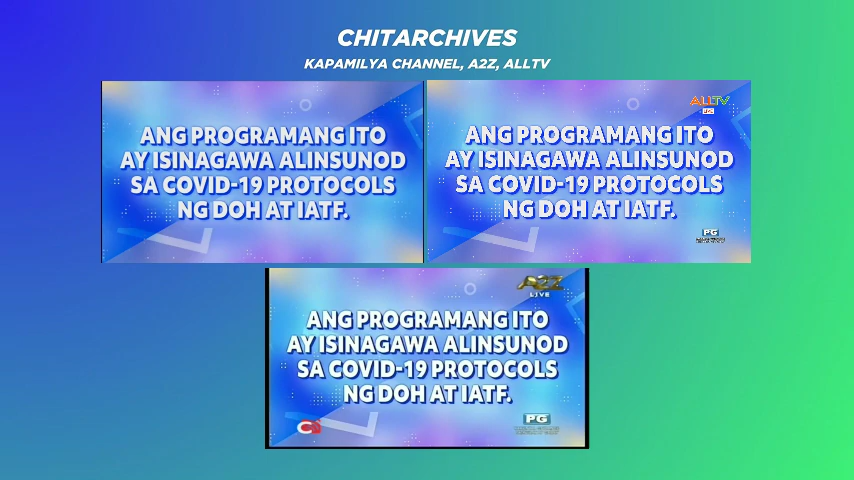 CHITARCHIVES
KAPAMILYA CHANNEL, A2Z, ALLTV
ANG PROGRAMANG ITO
AY ISINAGAWA ALINSUNOD
SA COVID-19 PROTOCOLS
NG DOH AT IATF.
ALLTV
ANG PROGRAMANG ITO
AY ISINAGAWA ALINSUNOD
SA COVID-19 PROTOCOLS
NG DOH AT IATF.
PG
A2Z
LIVE
ANG PROGRAMANG ITO
AY ISINAGAWA ALINSUNOD
SA COVID-19 PROTOCOLS
NG DOH AT IATF.
PG